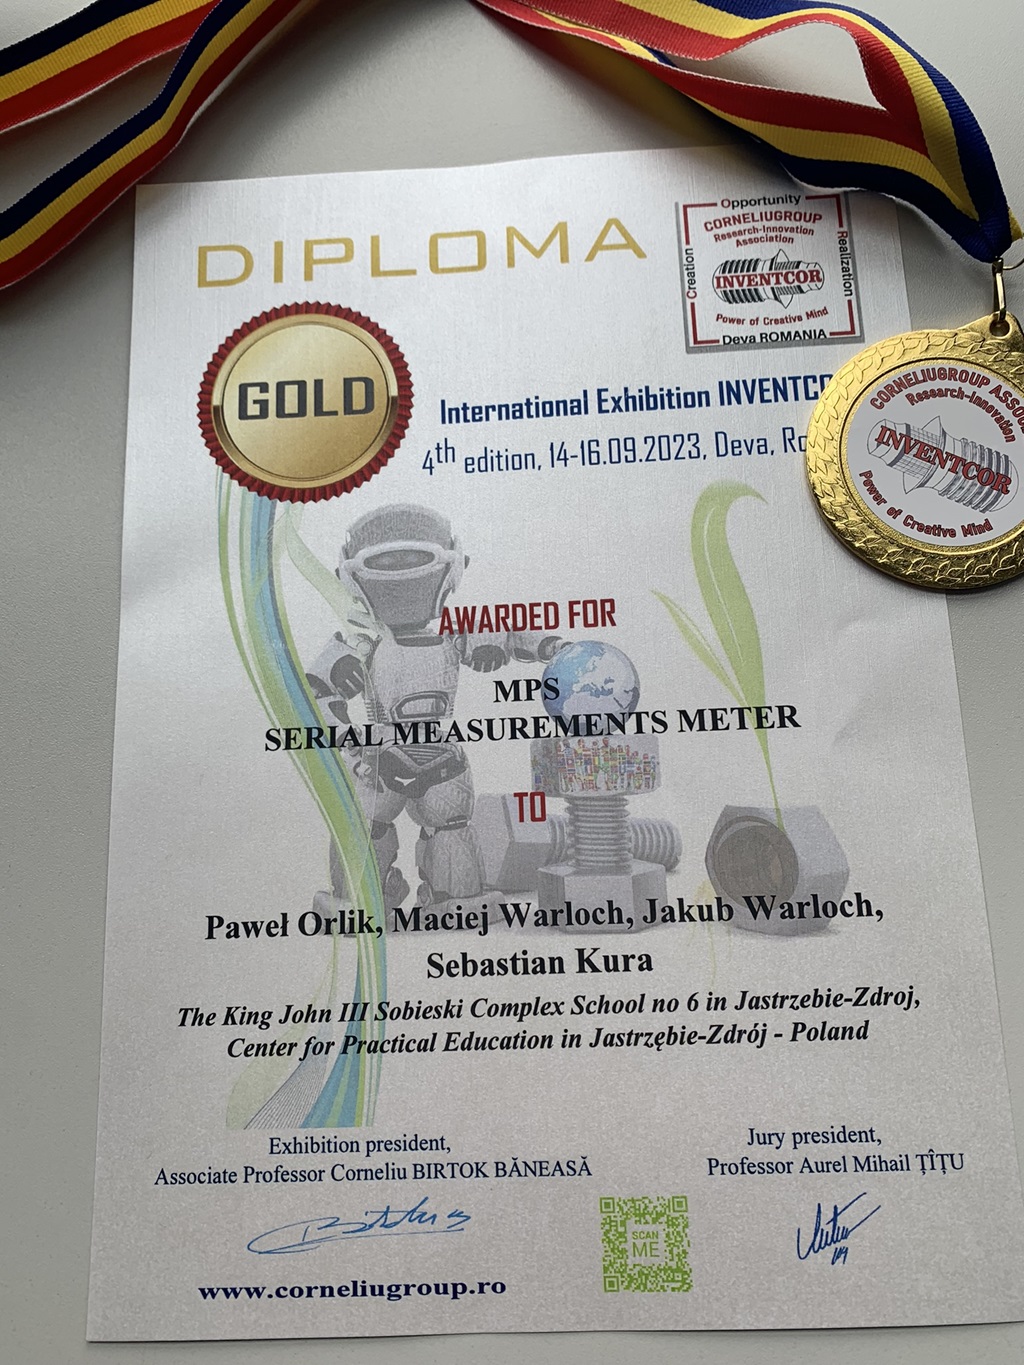 DIPLOMA
Opportunity
CORNELIUGROUP
Research-Innovation
Association
Creation
Realization
INVENTCOR
Power of Creative Mind
Deva ROMANIA
GOLD
International Exhibition INVENTCO
4th edition, 14-16.09.2023, Deva, Ro
CORNELIUGROUP ASSOC
Research-Innovation
INVENTCOR
Power of Creative Mind
AWARDED FOR
MPS
SERIAL MEASUREMENTS METER
TO
Paweł Orlik, Maciej Warloch, Jakub Warloch,
Sebastian Kura
The King John III Sobieski Complex School no 6 in Jastrzebie-Zdroj,
Center for Practical Education in Jastrzębie-Zdrój - Poland
Exhibition president,
Associate Professor Corneliu BIRTOK BĂNEASĂ
Jury president,
Professor Aurel Mihail ȚÎȚU
SCAN
ME
www.corneliugroup.ro